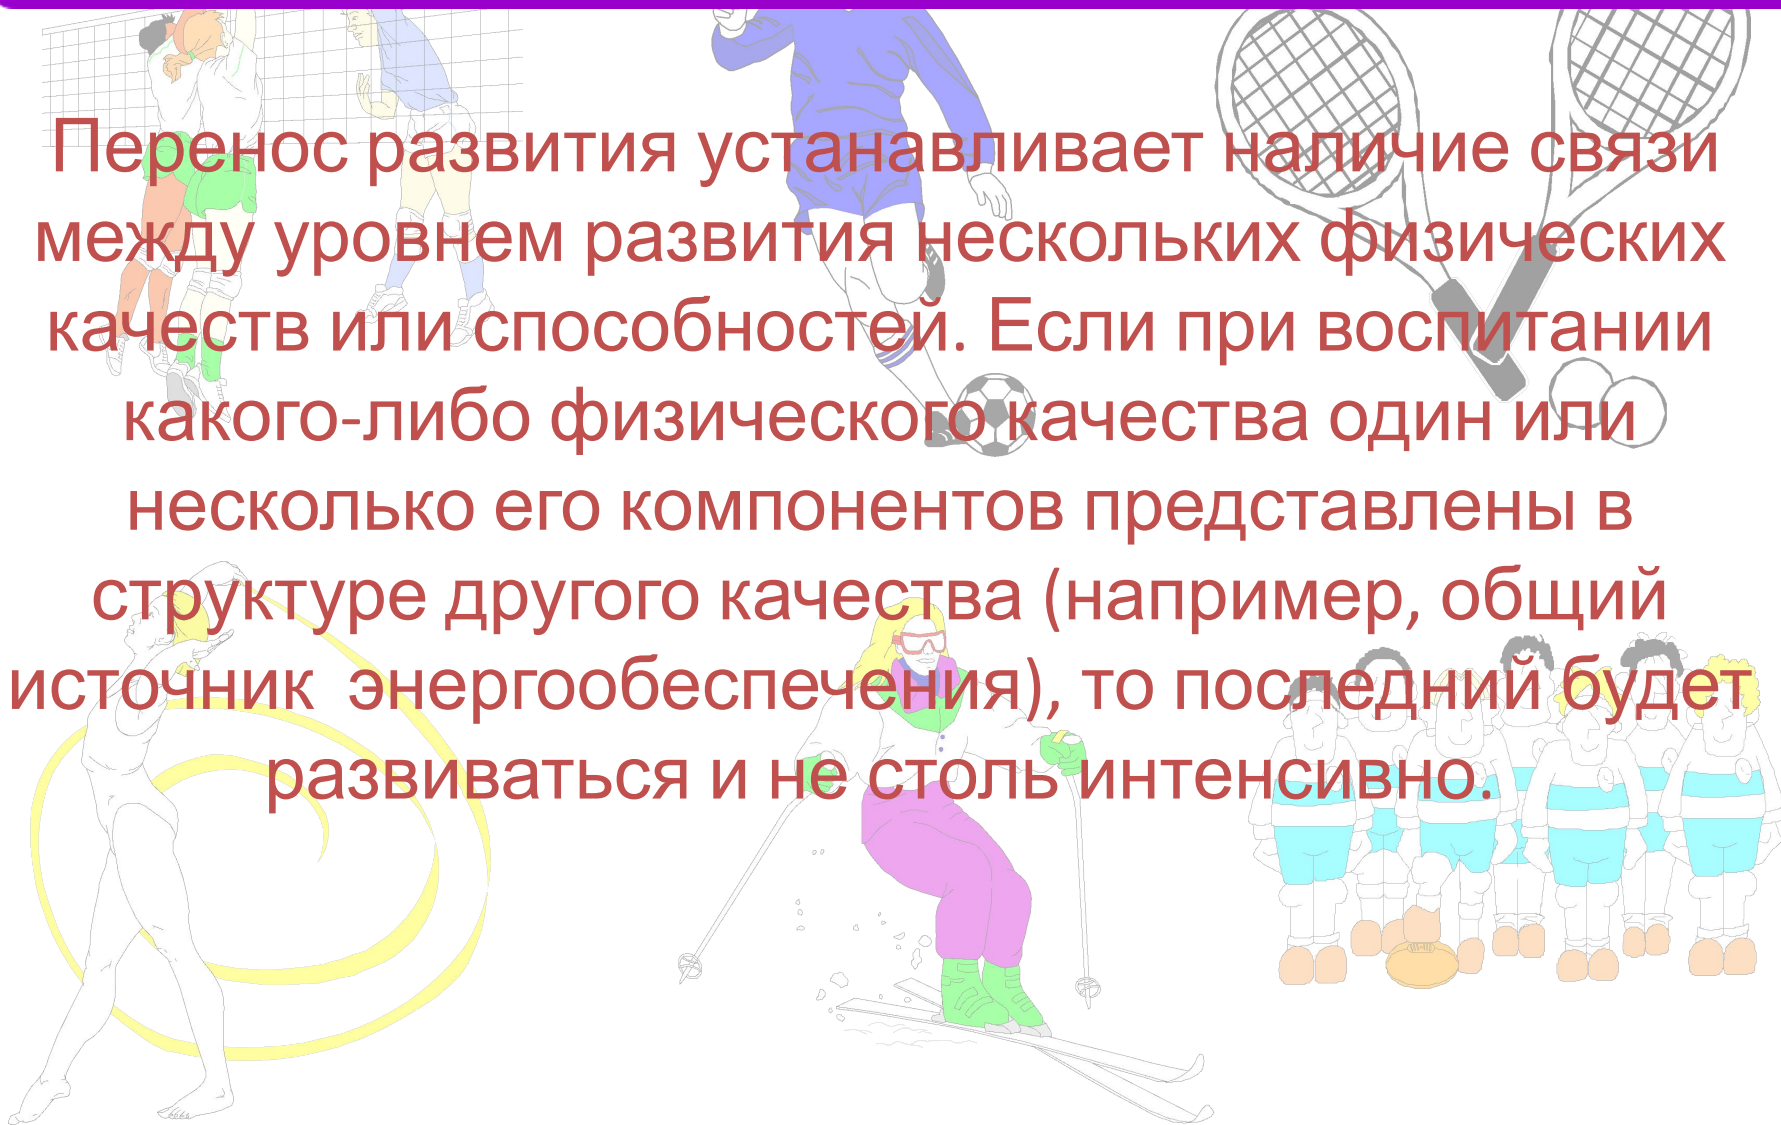 Перенос развития устанавливает наличие связи
между уровнем развития нескольких физических
качеств или способностей. Если при воспитании
какого-либо физического качества один или
несколько его компонентов представлены в
структуре другого качества (например, общий
источник  энергообеспечения), то последний будет
развиваться и не столь интенсивно.